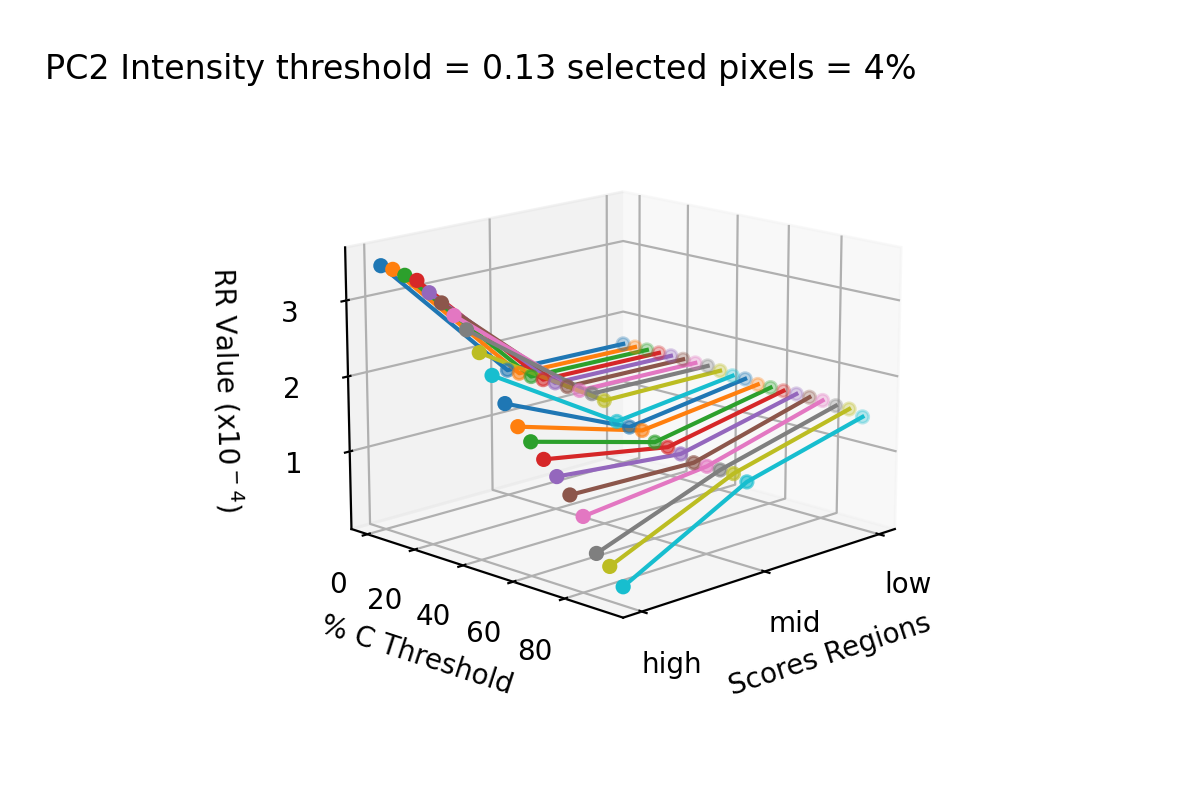 PC2 Intensity threshold = 0.13 selected pixels = 4%
RR Value (x10⁻⁴)
3
2
1
0
20
40
60
80
% C Threshold
high
mid
low
Scores Regions